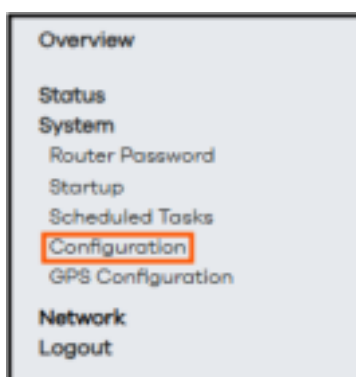 Overview
Status
System
Router Password
Startup
Scheduled Tasks
Configuration
GPS Configuration
Network
Logout